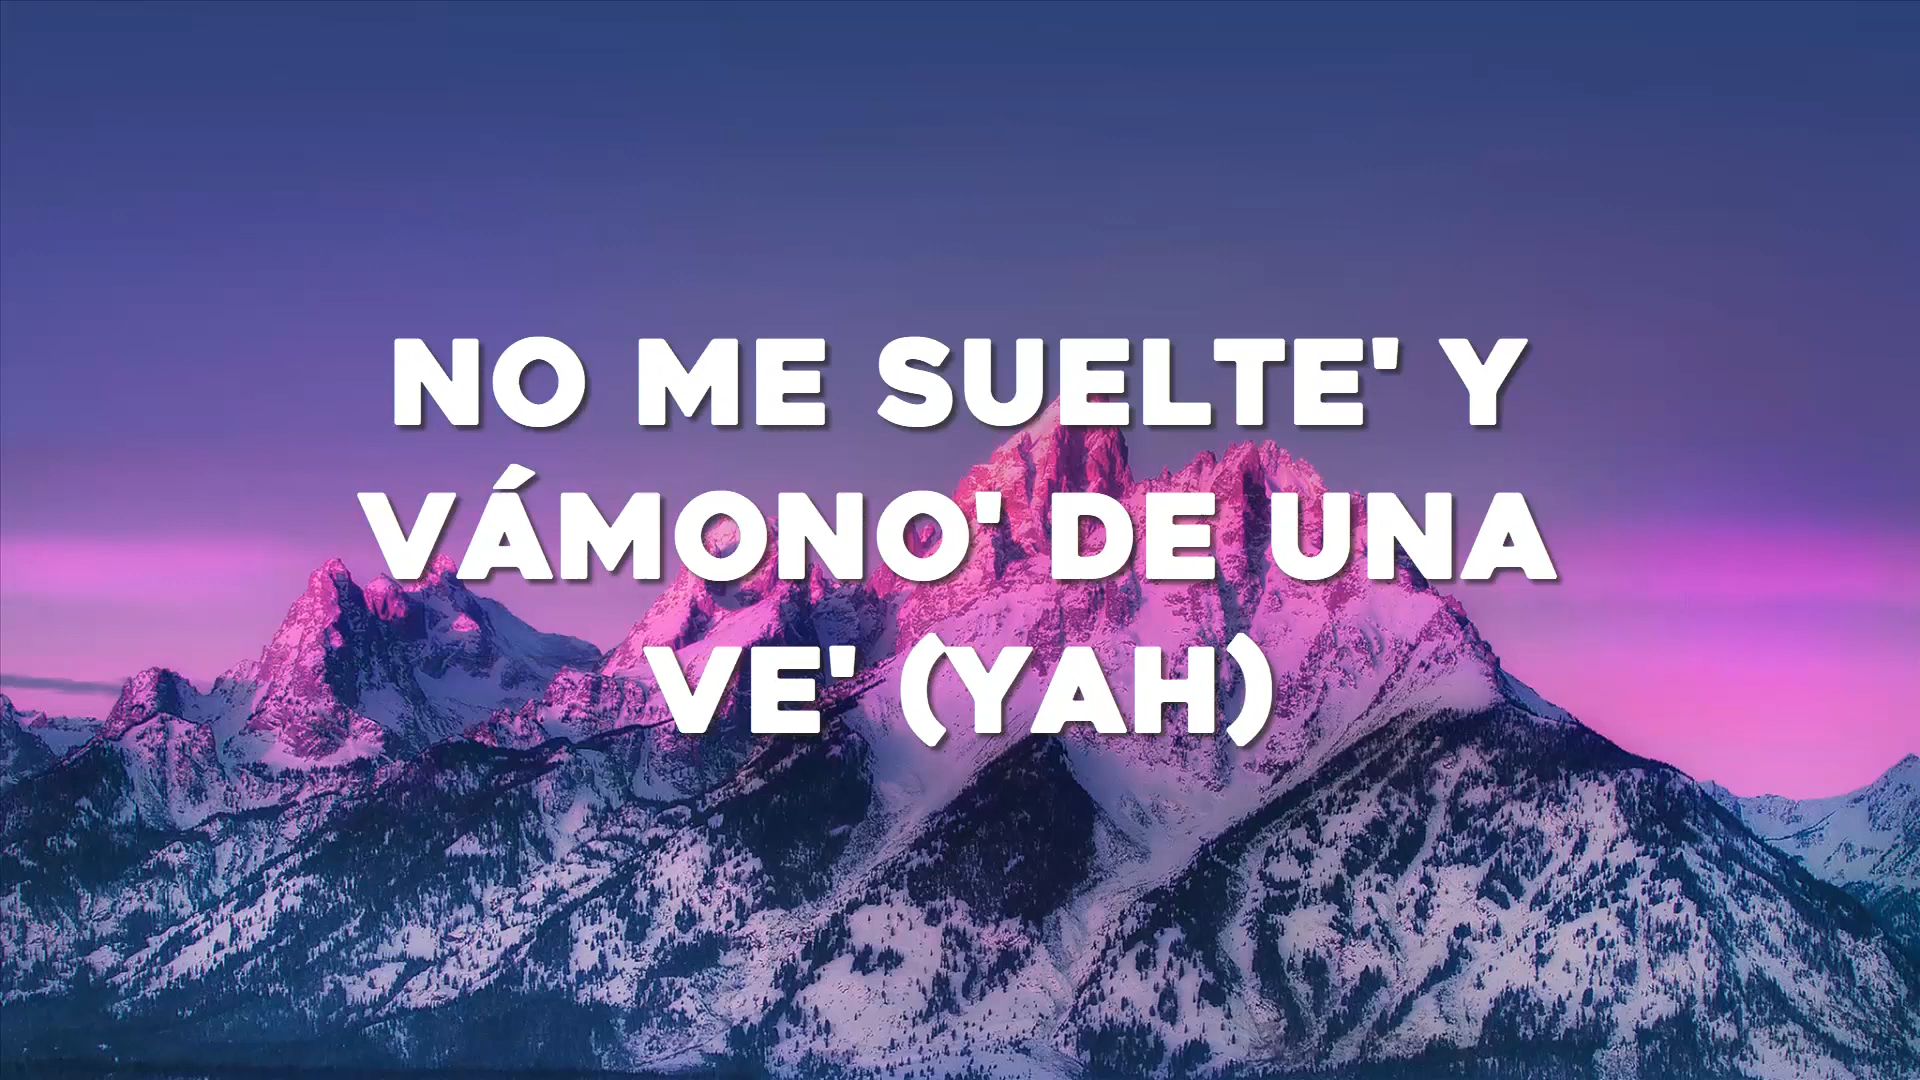 NO ME SUELTE' Y
VÁMONO' DE UNA
VE' (YAH)